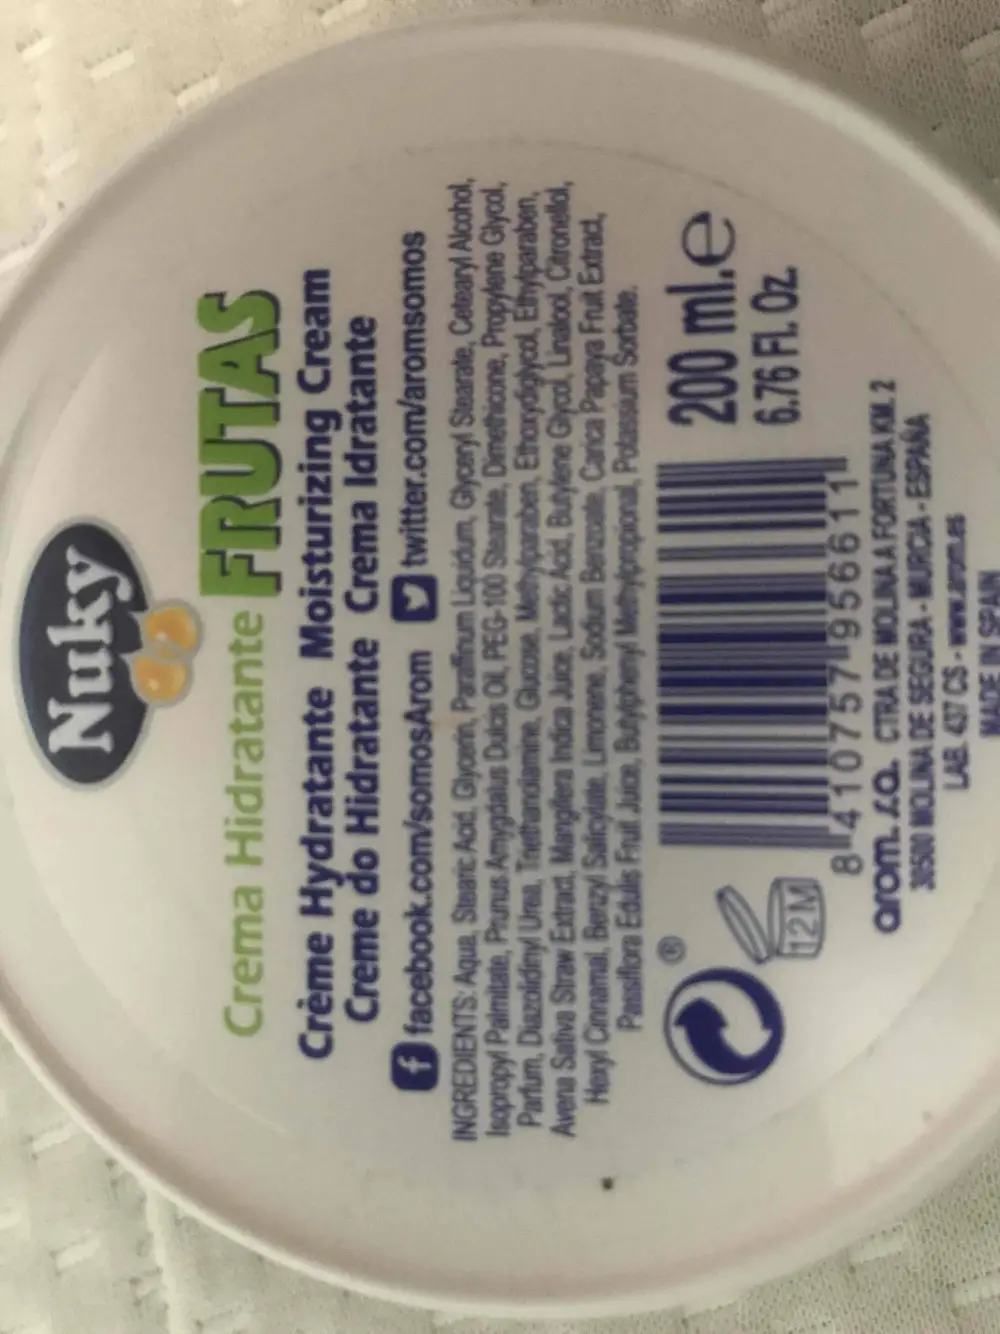 Nuky
Crema Hidratante FRUTAS
Crème Hydratante Moisturizing Cream
Creme do Hidratante Crema Idratante
facebook.com/somosArom twitter.com/aromsomos
INGREDIENTS: Aqua, Stearic Acid, Glycerin, Paraffinum Liquidum, Glyceryl Stearate, Cetearyl Alcohol,
Isopropyl Palmitate, Prunus Amygdalus Dulcis Oil, PEG-100 Stearate, Dimethicone, Propylene Glycol,
Parfum, Diazolidinyl Urea, Triethanolamine, Glucose, Methylparaben, Ethoxydiglycol, Ethylparaben,
Avena Sativa Straw Extract, Mangifera Indica Juice, Lactic Acid, Butylene Glycol, Linalool, Citronellol,
Hexyl Cinnamal, Benzyl Salicylate, Limonene, Sodium Benzoate, Carica Papaya Fruit Extract,
Passiflora Edulis Fruit Juice, Butylphenyl Methylpropional, Potassium Sorbate.
®
12M
200 ml.e
6.76 Fl. Oz.
8 410757 956611
arom.s.a. CTRA DE MOLINA A FORTUNA KM. 2
30500 MOLINA DE SEGURA - MURCIA - ESPAÑA
LAB. 437 CS - www.arom.es
MADE IN SPAIN